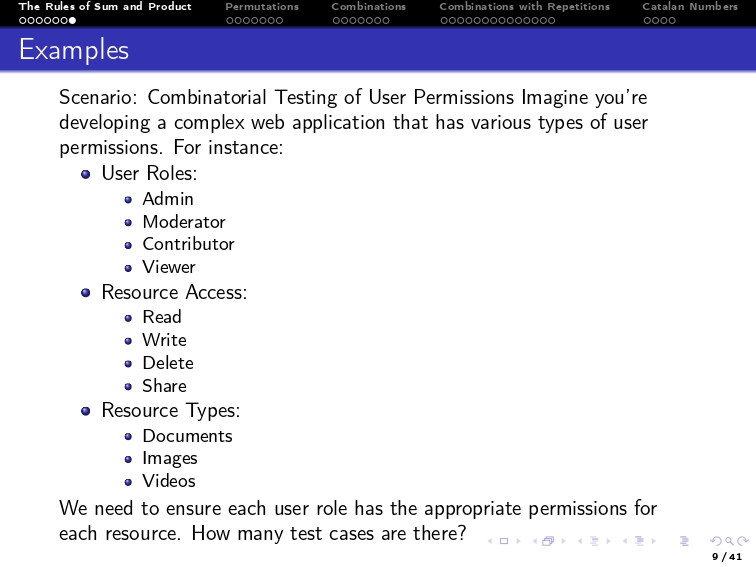 The Rules of Sum and Product Permutations Combinations Combinations with Repetitions Catalan Numbers
Examples
Scenario: Combinatorial Testing of User Permissions Imagine you're
developing a complex web application that has various types of user
permissions. For instance:
User Roles:
Admin
Moderator
Contributor
Viewer
Resource Access:
Read
Write
Delete
Share
Resource Types:
Documents
Images
Videos
We need to ensure each user role has the appropriate permissions for
each resource. How many test cases are there?
9 / 41